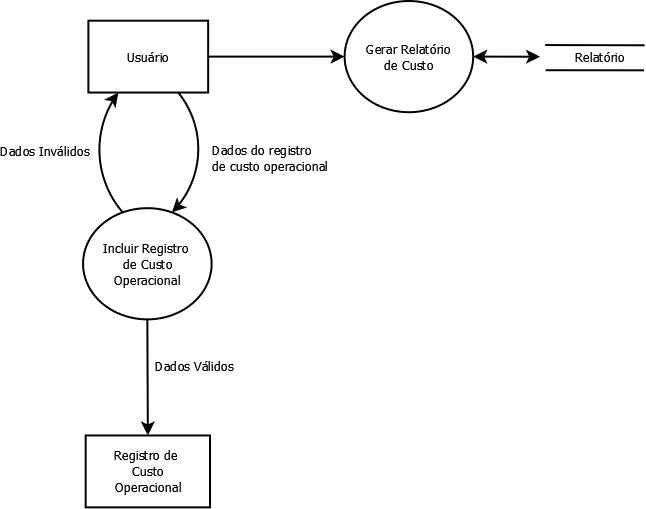 Usuário
Gerar Relatório
de Custo
Relatório
Dados Inválidos
Dados do registro
de custo operacional
Incluir Registro
de Custo
Operacional
Dados Válidos
Registro de
Custo
Operacional